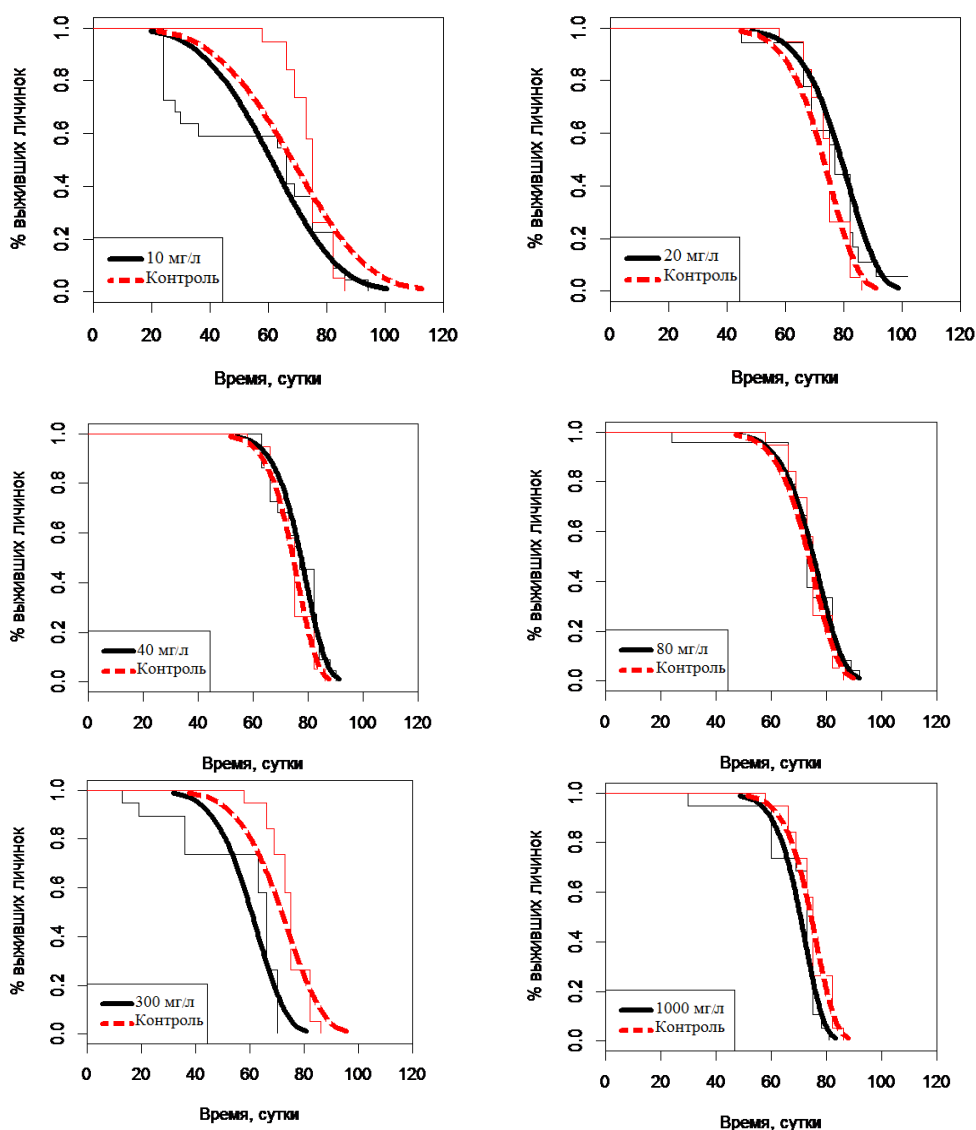 % выживших личинок
1.0
0.8
0.6
0.4
0.2
0.0
10 мг/л
Контроль
0 20 40 60 80 100 120
Время, сутки
% выживших личинок
1.0
0.8
0.6
0.4
0.2
0.0
20 мг/л
Контроль
0 20 40 60 80 100 120
Время, сутки
% выживших личинок
1.0
0.8
0.6
0.4
0.2
0.0
40 мг/л
Контроль
0 20 40 60 80 100 120
Время, сутки
% выживших личинок
1.0
0.8
0.6
0.4
0.2
0.0
80 мг/л
Контроль
0 20 40 60 80 100 120
Время, сутки
% выживших личинок
1.0
0.8
0.6
0.4
0.2
0.0
300 мг/л
Контроль
0 20 40 60 80 100 120
Время, сутки
% выживших личинок
1.0
0.8
0.6
0.4
0.2
0.0
1000 мг/л
Контроль
0 20 40 60 80 100 120
Время, сутки